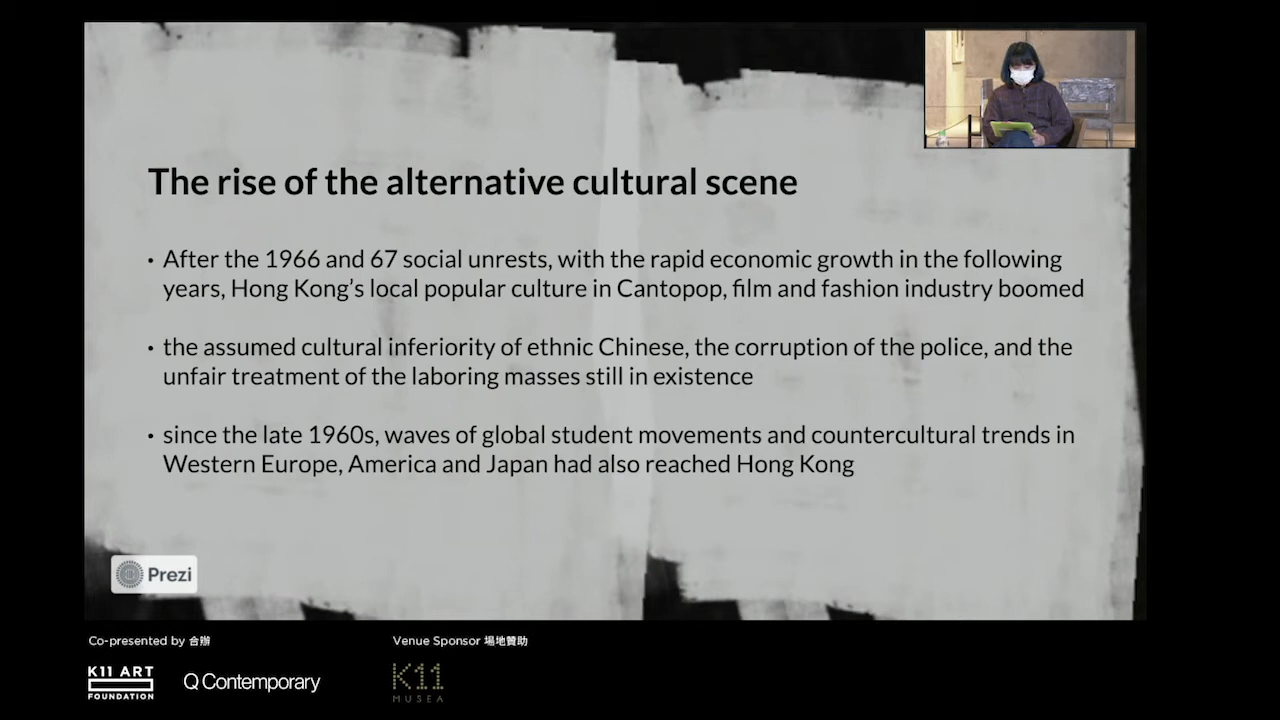 The rise of the alternative cultural scene
• After the 1966 and 67 social unrests, with the rapid economic growth in the following
years, Hong Kong’s local popular culture in Cantopop, film and fashion industry boomed
• the assumed cultural inferiority of ethnic Chinese, the corruption of the police, and the
unfair treatment of the laboring masses still in existence
• since the late 1960s, waves of global student movements and countercultural trends in
Western Europe, America and Japan had also reached Hong Kong
Prezi
Co-presented by 合辦
Venue Sponsor 場地贊助
K11 ART
FOUNDATION
Q Contemporary
K11
MUSEA